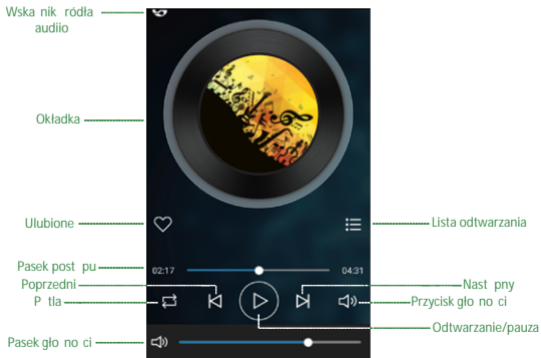 Wska nik ródła
audiio
Okładka
Ulubione
Lista odtwarzania
Pasek post pu
02:17
04:31
Poprzedni
Nast pny
P tla
Przycisk gło no ci
Odtwarzanie/pauza
Pasek gło no ci